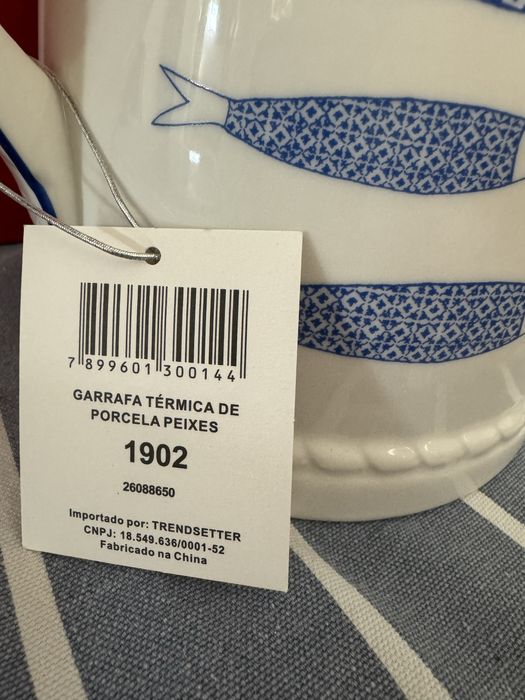 7 899601 300144
GARRAFA TÉRMICA DE
PORCELA PEIXES
1902
26088650
Importado por: TRENDSETTER
CNPJ: 18.549.636/0001-52
Fabricado na China